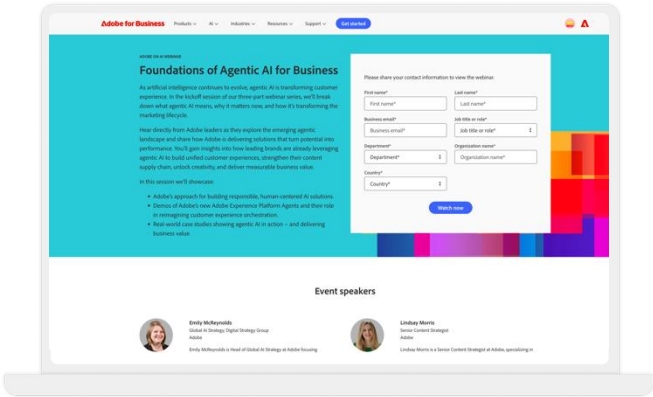 Adobe for Business Products AI Industries Resources Support Get started
ADOBE ON AI WEBINAR
Foundations of Agentic AI for Business
As artificial intelligence continues to evolve, agentic AI is transforming customer
experience. In the kickoff session of our three-part webinar series, we'll break
down what agentic AI means, why it matters now, and how it's transforming the
marketing lifecycle.
Hear directly from Adobe leaders as they explore the emerging agentic
landscape and share how Adobe is delivering solutions that turn potential into
performance. You'll gain insights into how leading brands are already leveraging
agentic AI to build unified customer experiences, strengthen their content
supply chain, unlock creativity, and deliver measurable business value.
In this session we'll showcase:
• Adobe's approach for building responsible, human-centered AI solutions.
• Demos of Adobe's new Adobe Experience Platform Agents and their role
in reimagining customer experience orchestration.
• Real-world case studies showing agentic AI in action – and delivering
business value
Please share your contact information to view the webinar.
First name* Last name*
First name* Last name*
Business email* Job title or role*
Business email* Job title or role*
Department* Organization name*
Department* Organization name*
Country*
Country*
Watch now
Event speakers
Emily McReynolds
Global AI Strategy, Digital Strategy Group
Adobe
Emily McReynolds is Head of Global AI Strategy at Adobe focusing
Lindsay Morris
Senior Content Strategist
Adobe
Lindsay Morris is a Senior Content Strategist at Adobe, specializing in